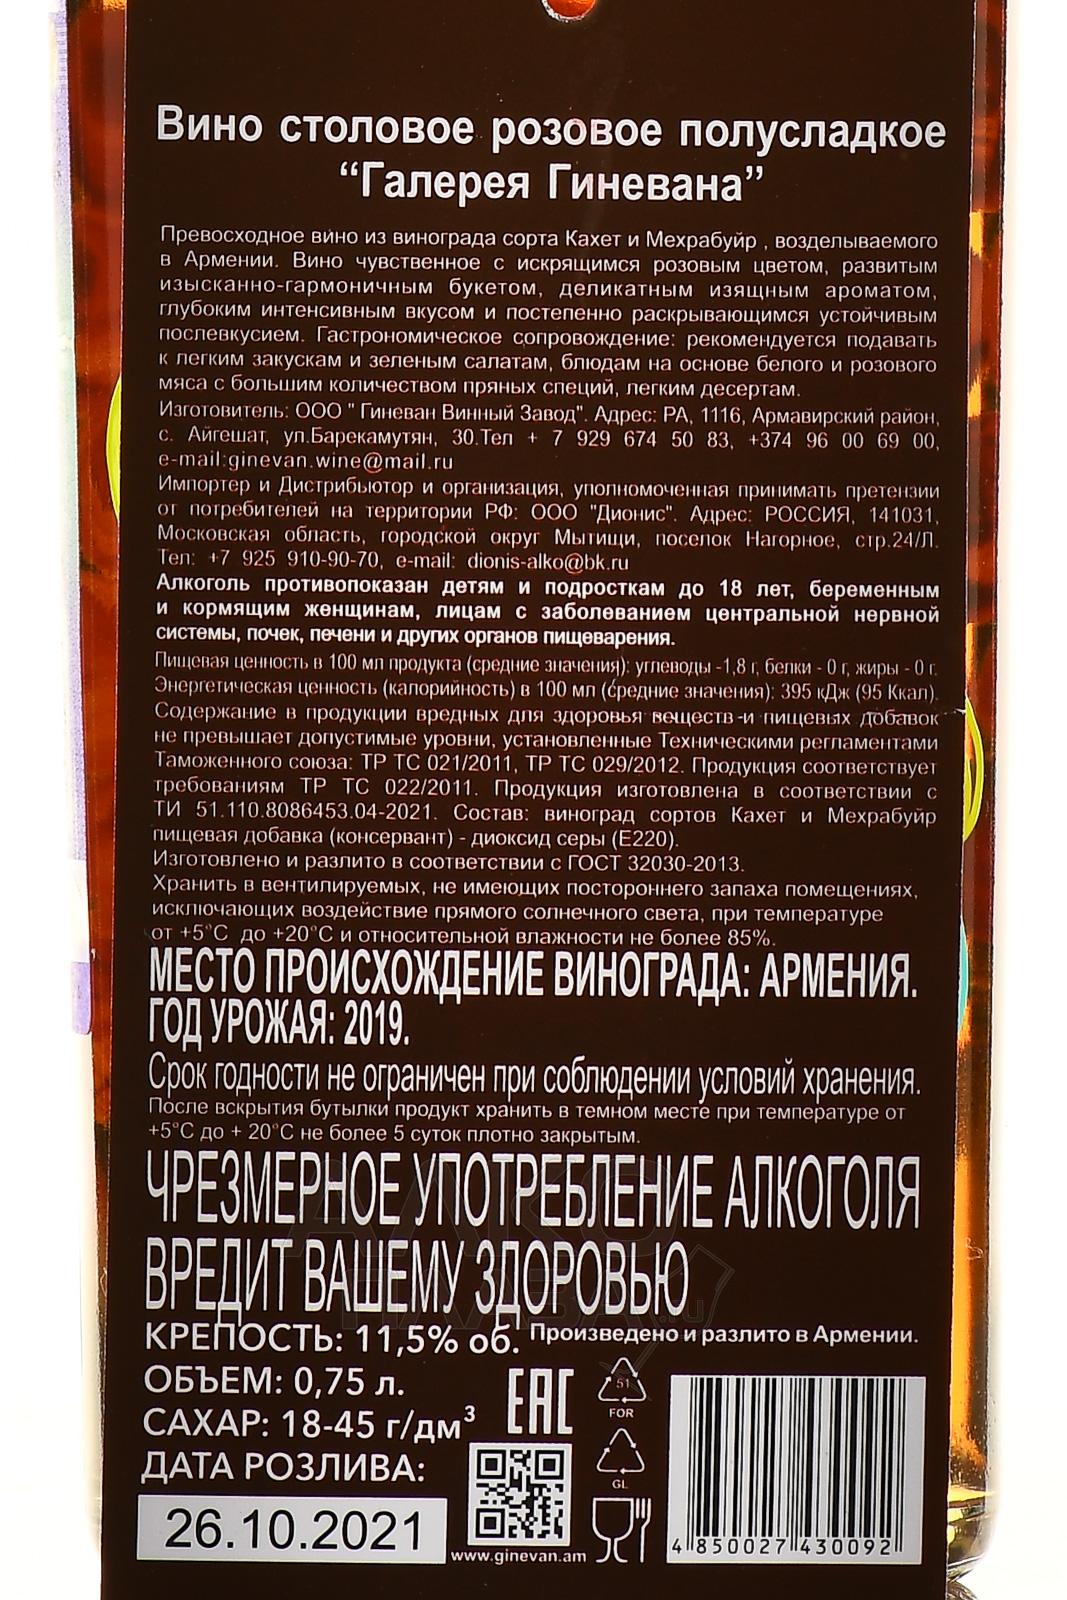 Вино столовое розовое полусладкое
“Галерея Гиневана”
Превосходное вино из винограда сорта Кахет и Мехрабуйр , возделываемого
в Армении. Вино чувственное с искрящимся розовым цветом, развитым
изысканно-гармоничным букетом, деликатным изящным ароматом,
глубоким интенсивным вкусом и постепенно раскрывающимся устойчивым
послевкусием. Гастрономическое сопровождение: рекомендуется подавать
к легким закускам и зеленым салатам, блюдам на основе белого и розового
мяса с большим количеством пряных специй, легким десертам.
Изготовитель: ООО " Гиневан Винный Завод". Адрес: РА, 1116, Армавирский район,
с. Айгешат, ул.Барекамутян, 30.Тел + 7 929 674 50 83, +374 96 00 69 00,
e-mail:ginevan.wine@mail.ru
Импортер и Дистрибьютор и организация, уполномоченная принимать претензии
от потребителей на территории РФ: ООО "Дионис". Адрес: РОССИЯ, 141031,
Московская область, городской округ Мытищи, поселок Нагорное, стр.24/Л.
Тел: +7 925 910-90-70, e-mail: dionis-alko@bk.ru
Алкоголь противопоказан детям и подросткам до 18 лет, беременным
и кормящим женщинам, лицам с заболеванием центральной нервной
системы, почек, печени и других органов пищеварения.
Пищевая ценность в 100 мл продукта (средние значения): углеводы -1,8 г, белки - 0 г, жиры - 0 г.
Энергетическая ценность (калорийность) в 100 мл (средние значения): 395 кДж (95 Ккал).
Содержание в продукции вредных для здоровья веществ и пищевых добавок
не превышает допустимые уровни, установленные Техническими регламентами
Таможенного союза: ТР ТС 021/2011, ТР ТС 029/2012. Продукция соответствует
требованиям ТР ТС 022/2011. Продукция изготовлена в соответствии с
ТИ 51.110.8086453.04-2021. Состав: виноград сортов Кахет и Мехрабуйр
пищевая добавка (консервант) - диоксид серы (Е220).
Изготовлено и разлито в соответствии с ГОСТ 32030-2013.
Хранить в вентилируемых, не имеющих постороннего запаха помещениях,
исключающих воздействие прямого солнечного света, при температуре
от +5°С до +20°С и относительной влажности не более 85%.
МЕСТО ПРОИСХОЖДЕНИЕ ВИНОГРАДА: АРМЕНИЯ.
ГОД УРОЖАЯ: 2019.
Срок годности не ограничен при соблюдении условий хранения.
После вскрытия бутылки продукт хранить в темном месте при температуре от
+5°С до + 20°С не более 5 суток плотно закрытым.
ЧРЕЗМЕРНОЕ УПОТРЕБЛЕНИЕ АЛКОГОЛЯ
ВРЕДИТ ВАШЕМУ ЗДОРОВЬЮ
АЛКО
ПЛАЗА.ru
КРЕПОСТЬ: 11,5% об. Произведено и разлито в Армении.
ОБЪЕМ: 0,75 л.
САХАР: 18-45 г/дм³
ДАТА РОЗЛИВА:
26.10.2021
EAC
51
FOR
GL
www.ginevan.am
4 850027 430092